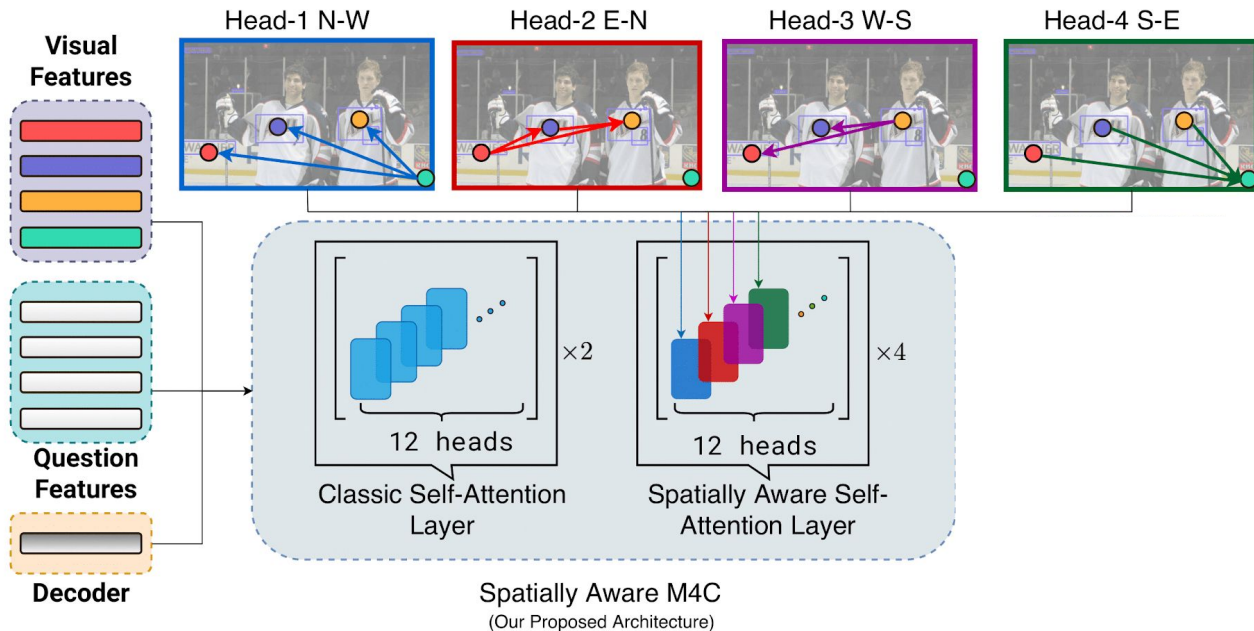 Head-1 N-W
Head-2 E-N
Head-3 W-S
Head-4 S-E
Visual
Features
×2
×4
12 heads
12 heads
Question
Features
Classic Self-Attention
Layer
Spatially Aware Self-
Attention Layer
Decoder
Spatially Aware M4C
(Our Proposed Architecture)